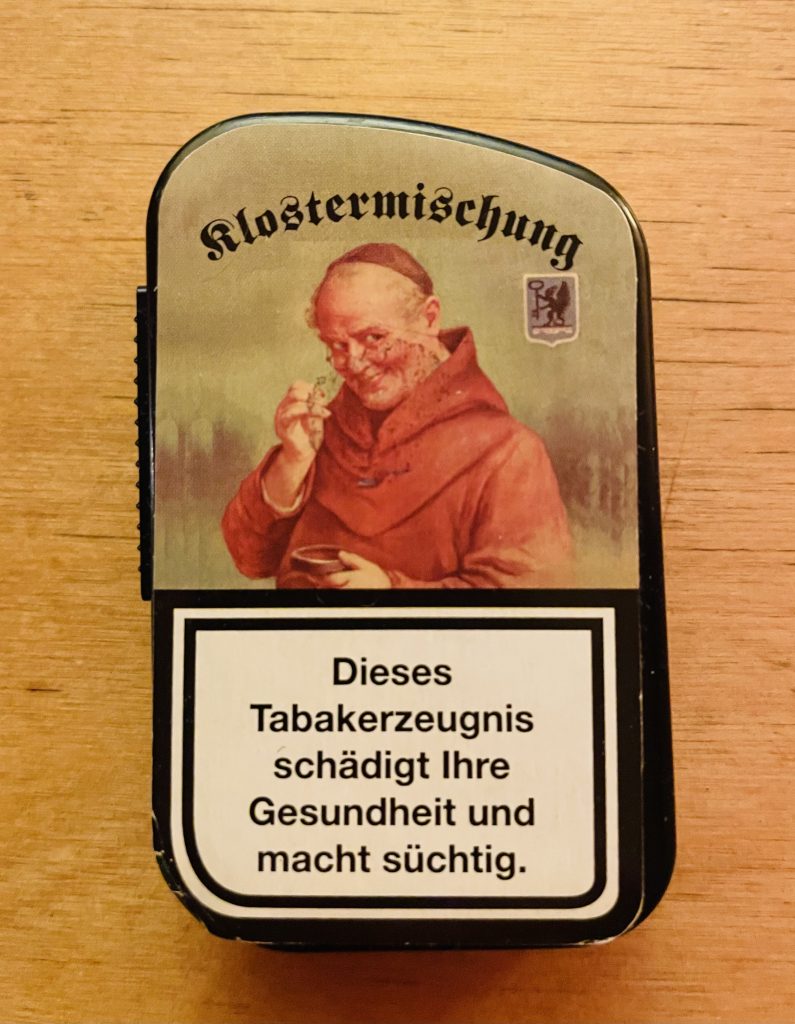 Klostermischung
Dieses
Tabakerzeugnis
schädigt Ihre
Gesundheit und
macht süchtig.